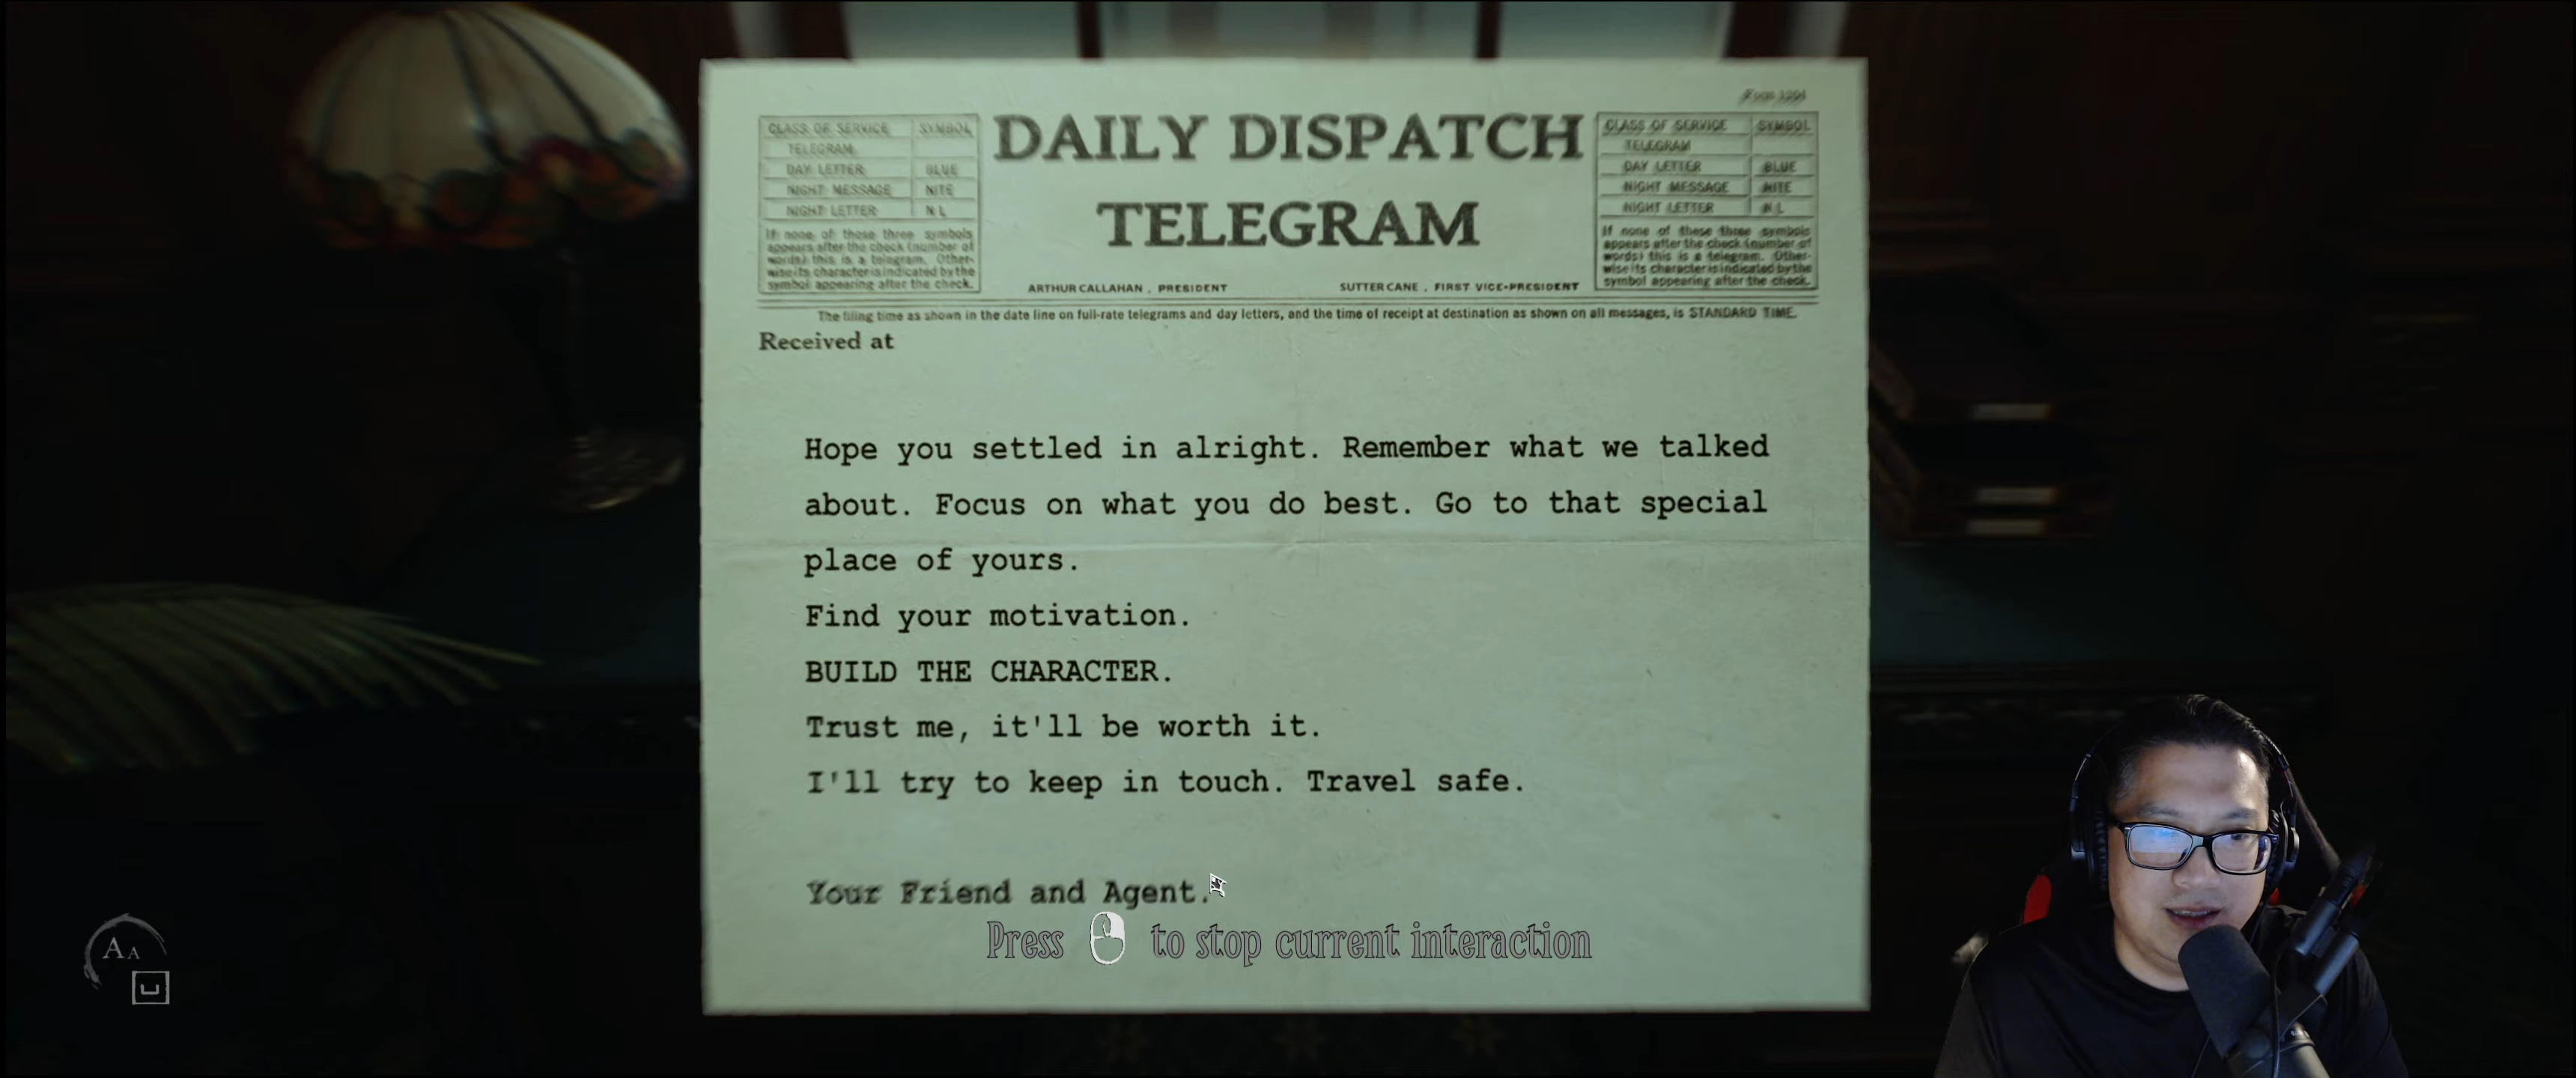 Form 1204
CLASS OF SERVICE SYMBOL
TELEGRAM
DAY LETTER BLUE
NIGHT MESSAGE NITE
NIGHT LETTER N L
If none of these three symbols
appears after the check (number of
words) this is a telegram. Other-
wise its character is indicated by the
symbol appearing after the check.
DAILY DISPATCH
TELEGRAM
ARTHUR CALLAHAN , PRESIDENT
SUTTER CANE , FIRST VICE-PRESIDENT
CLASS OF SERVICE SYMBOL
TELEGRAM
DAY LETTER BLUE
NIGHT MESSAGE NITE
NIGHT LETTER N L
If none of these three symbols
appears after the check (number of
words) this is a telegram. Other-
wise its character is indicated by the
symbol appearing after the check.
The filing time as shown in the date line on full-rate telegrams and day letters, and the time of receipt at destination as shown on all messages, is STANDARD TIME.
Received at
Hope you settled in alright. Remember what we talked
about. Focus on what you do best. Go to that special
place of yours.
Find your motivation.
BUILD THE CHARACTER.
Trust me, it'll be worth it.
I'll try to keep in touch. Travel safe.
Your Friend and Agent.
Press to stop current interaction
AA